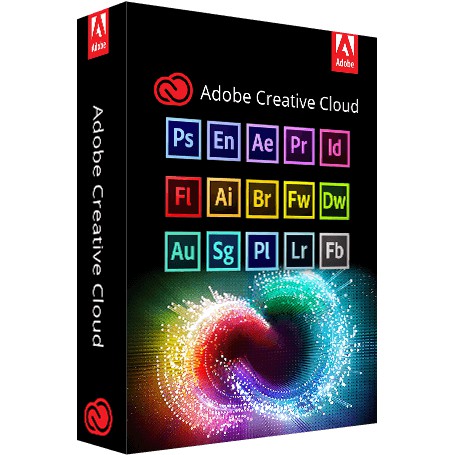 Adobe
Adobe
Adobe Creative Cloud
Ps En Ae Pr Id
Fl Ai Br Fw Dw
Au Sg Pl Lr Fb
Adobe Creative Cloud